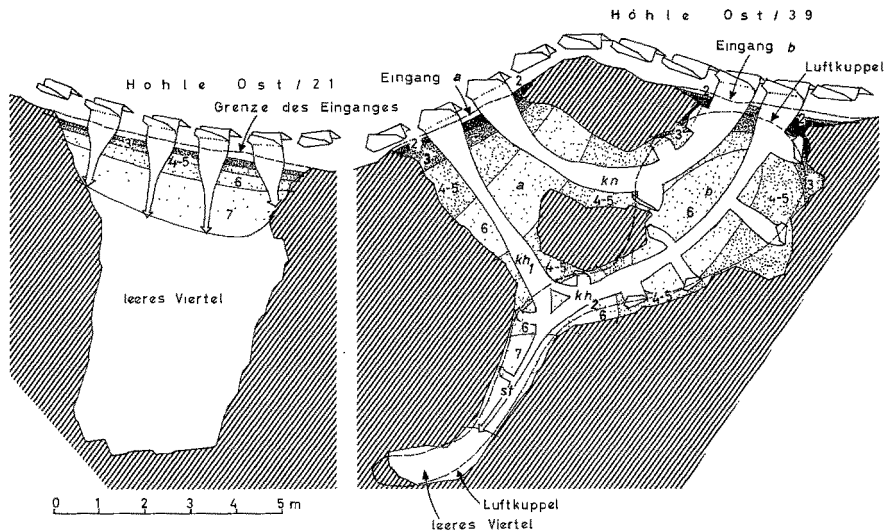 Höhle Ost/21
Grenze des Einganges
3
4-5
6
7
leeres Viertel
0 1 2 3 4 5 m
Höhle Ost/39
Eingang a
2
Eingang b
Luftkuppel
2
2
3
4-5
a
kn
4-5
3
2
b
6
4-5
3
6
kh1
4-5
kh2
4-5
6
6
7
st
Luftkuppel
leeres Viertel